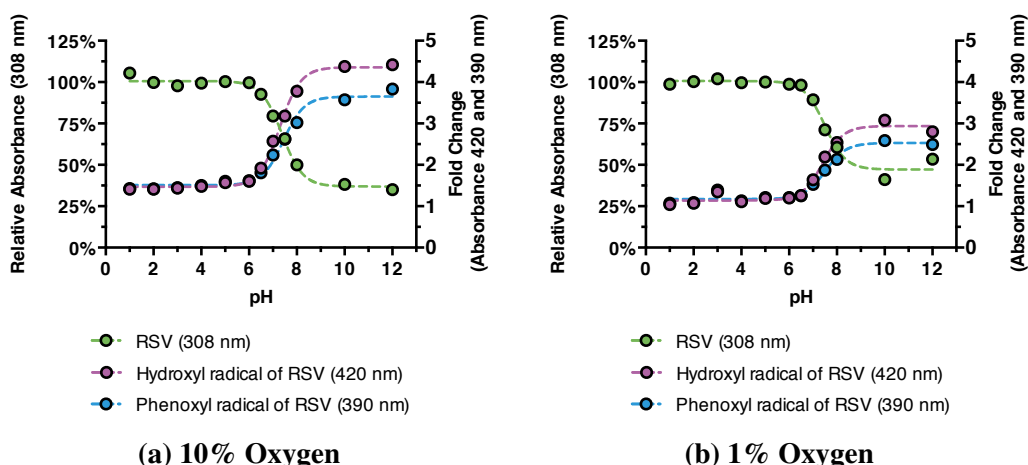 125%
100%
75%
50%
25%
0%
Relative Absorbance (308 nm)
5
4
3
2
1
0
Fold Change
(Absorbance 420 and 390 nm)
0 2 4 6 8 10 12
pH
RSV (308 nm)
Hydroxyl radical of RSV (420 nm)
Phenoxyl radical of RSV (390 nm)
(a) 10% Oxygen
125%
100%
75%
50%
25%
0%
Relative Absorbance (308 nm)
5
4
3
2
1
0
Fold Change
(Absorbance 420 and 390 nm)
0 2 4 6 8 10 12
pH
RSV (308 nm)
Hydroxyl radical of RSV (420 nm)
Phenoxyl radical of RSV (390 nm)
(b) 1% Oxygen